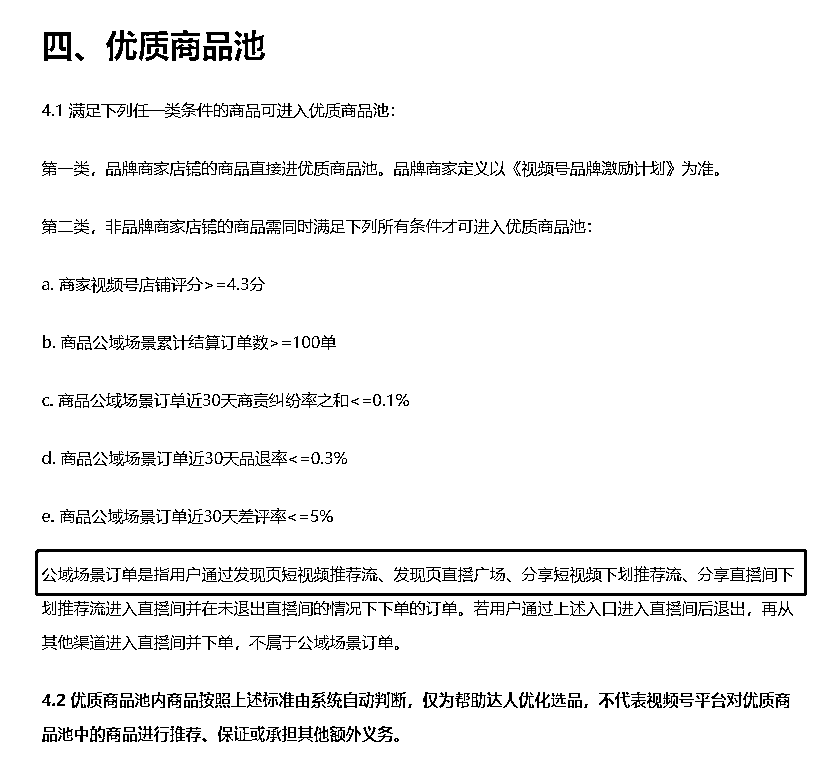 四、优质商品池
4.1 满足下列任一类条件的商品可进入优质商品池：
第一类，品牌商家店铺的商品直接进优质商品池。品牌商家定义以《视频号品牌激励计划》为准。
第二类，非品牌商家店铺的商品需同时满足下列所有条件才可进入优质商品池：
a. 商家视频号店铺评分>=4.3分
b. 商品公域场景累计结算订单数>=100单
c. 商品公域场景订单近30天商责纠纷率之和<=0.1%
d. 商品公域场景订单近30天品退率<=0.3%
e. 商品公域场景订单近30天差评率<=5%
公域场景订单是指用户通过发现页短视频推荐流、发现页直播广场、分享短视频下划推荐流、分享直播间下
划推荐流进入直播间并在未退出直播间的情况下下单的订单。若用户通过上述入口进入直播间后退出，再从
其他渠道进入直播间并下单，不属于公域场景订单。
4.2 优质商品池内商品按照上述标准由系统自动判断，仅为帮助达人优化选品，不代表视频号平台对优质商
品池中的商品进行推荐、保证或承担其他额外义务。